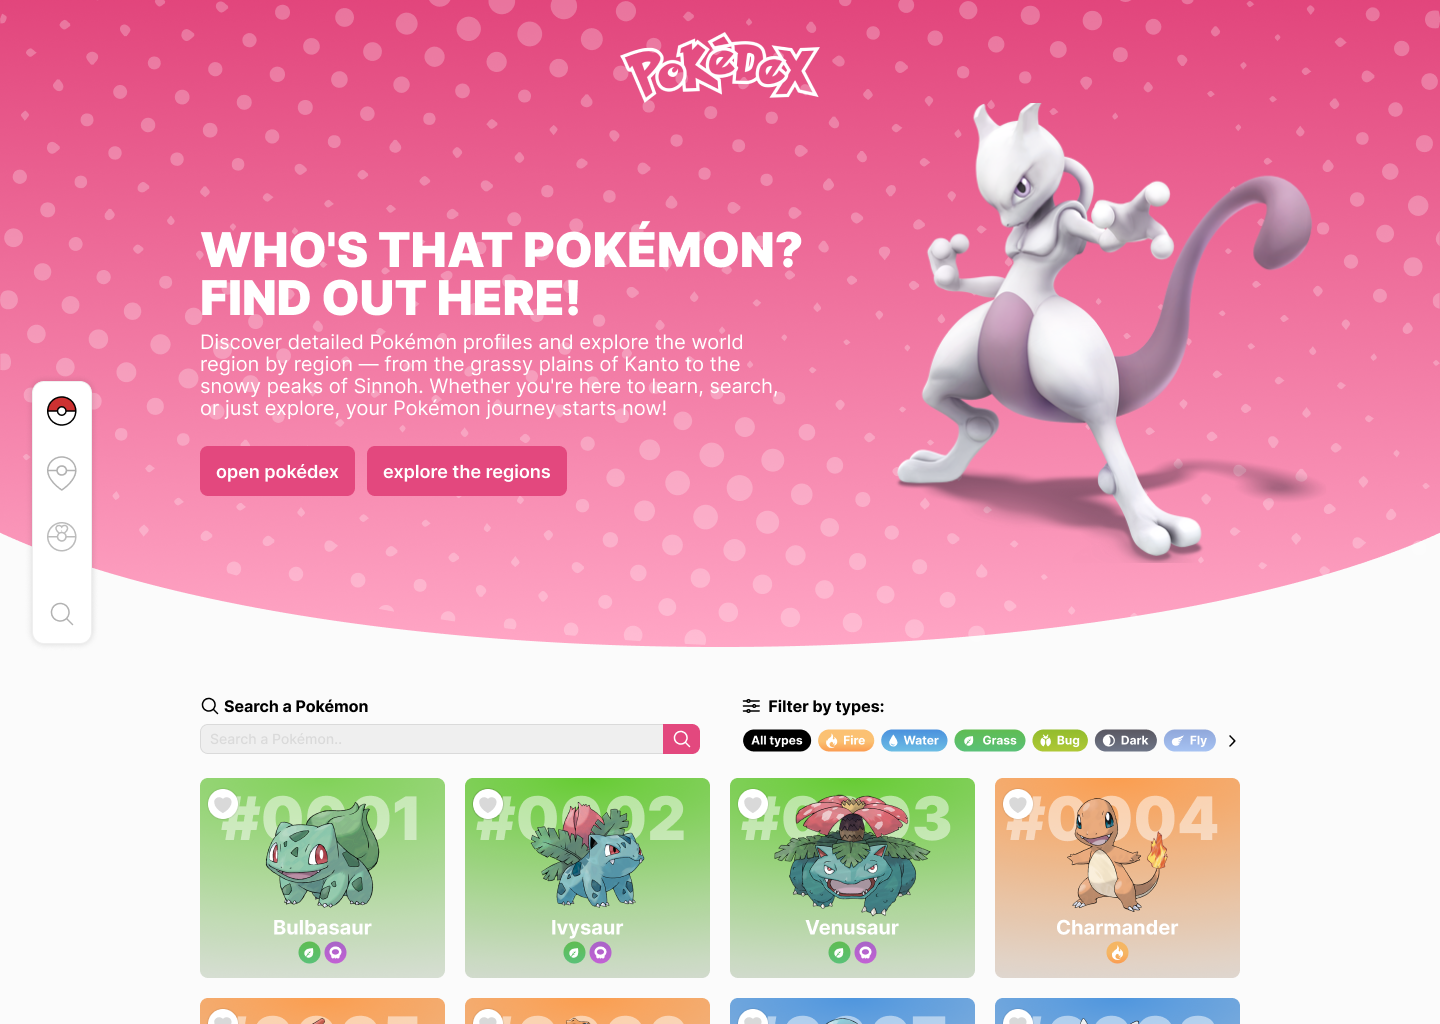 PoKéDeX
WHO'S THAT POKÉMON?
FIND OUT HERE!
Discover detailed Pokémon profiles and explore the world
region by region — from the grassy plains of Kanto to the
snowy peaks of Sinnoh. Whether you're here to learn, search,
or just explore, your Pokémon journey starts now!
open pokédex
explore the regions
Search a Pokémon
Search a Pokémon..
Filter by types:
All types
Fire
Water
Grass
Bug
Dark
Fly
#0001
Bulbasaur
#0002
Ivysaur
#0003
Venusaur
#0004
Charmander